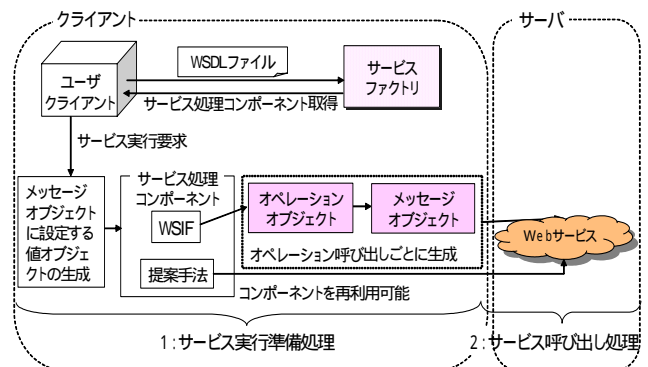 クライアント
サーバ
WSDLファイル
ユーザ
クライアント
サービス
ファクトリ
サービス処理コンポーネント取得
サービス実行要求
メッセージ
オブジェクト
に設定する
値オブジェ
クトの生成
サービス処理
コンポーネント
WSIF
提案手法
オペレーション
オブジェクト
メッセージ
オブジェクト
オペレーション呼び出しごとに生成
コンポーネントを再利用可能
Webサービス
1:サービス実行準備処理
2:サービス呼び出し処理